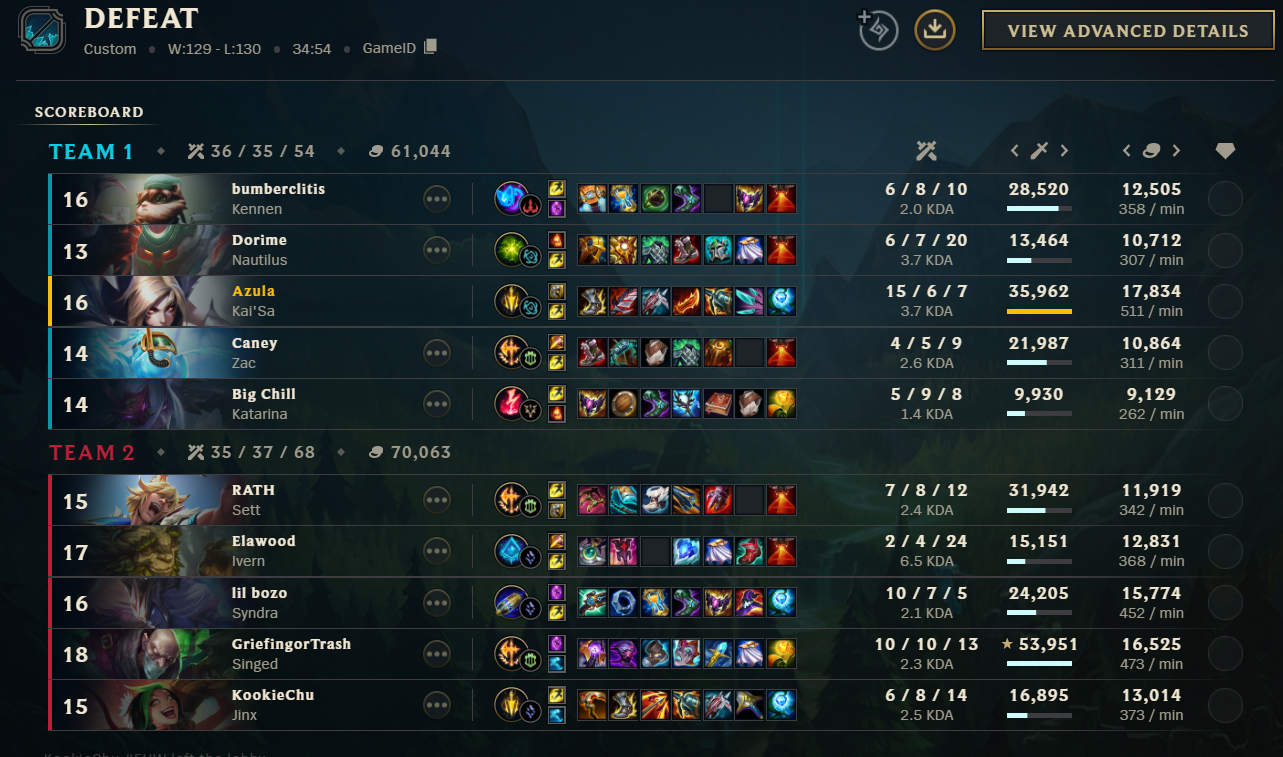 DEFEAT
Custom • W:129 - L:130 • 34:54 • GameID
VIEW ADVANCED DETAILS
SCOREBOARD
TEAM 1 36 / 35 / 54 61,044
16 bumberclitis 6 / 8 / 10 28,520 12,505
Kennen 2.0 KDA 358 / min
13 Dorime 6 / 7 / 20 13,464 10,712
Nautilus 3.7 KDA 307 / min
16 Azula 15 / 6 / 7 35,962 17,834
Kai'Sa 3.7 KDA 511 / min
14 Caney 4 / 5 / 9 21,987 10,864
Zac 2.6 KDA 311 / min
14 Big Chill 5 / 9 / 8 9,930 9,129
Katarina 1.4 KDA 262 / min
TEAM 2 35 / 37 / 68 70,063
15 RATH 7 / 8 / 12 31,942 11,919
Sett 2.4 KDA 342 / min
17 Elawood 2 / 4 / 24 15,151 12,831
Ivern 6.5 KDA 368 / min
16 lil bozo 10 / 7 / 5 24,205 15,774
Syndra 2.1 KDA 452 / min
18 GriefingorTrash 10 / 10 / 13 53,951 16,525
Singed 2.3 KDA 473 / min
15 KookieChu 6 / 8 / 14 16,895 13,014
Jinx 2.5 KDA 373 / min